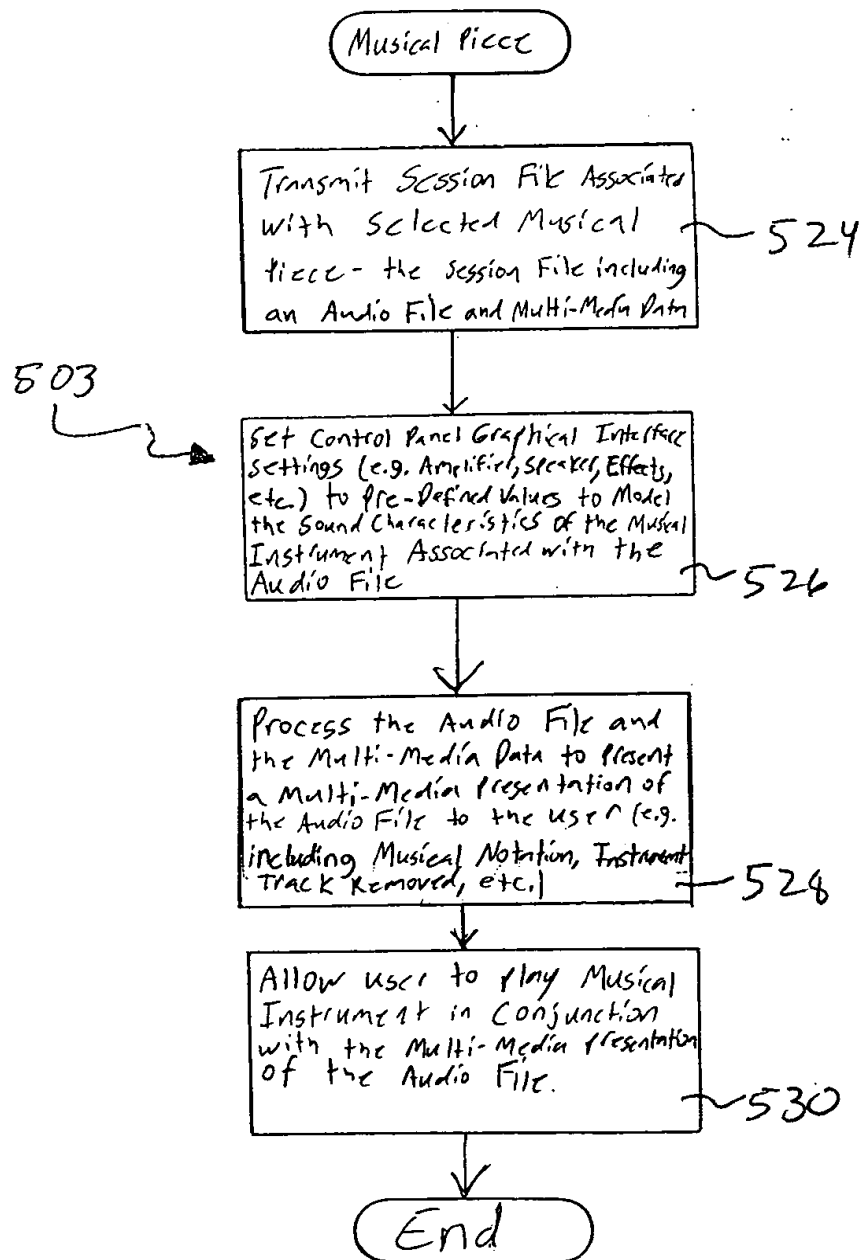 Musical Piece
Transmit Session File Associated
with Selected Musical
Piece - the Session File including
an Audio File and Multi-Media Data
524
503
Set Control Panel Graphical Interface
settings (e.g. Amplifier, Speaker, Effects,
etc.) to Pre-Defined Values to Model
the Sound Characteristics of the Musical
Instrument Associated with the
Audio File
526
Process the Audio File and
the Multi-Media Data to Present
a Multi-Media Presentation of
the Audio File to the user (e.g.
including Musical Notation, Instrument
Track Removed, etc.)
528
Allow user to play Musical
Instrument in Conjunction
with the Multi-Media Presentation
of the Audio File.
530
End